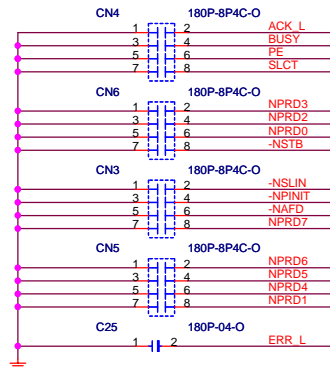 CN4 180P-8P4C-O
1 2 ACK_L
3 4 BUSY
5 6 PE
7 8 SLCT
CN6 180P-8P4C-O
1 2 NPRD3
3 4 NPRD2
5 6 NPRD0
7 8 -NSTB
CN3 180P-8P4C-O
1 2 -NSLIN
3 4 -NPINIT
5 6 -NAFD
7 8 NPRD7
CN5 180P-8P4C-O
1 2 NPRD6
3 4 NPRD5
5 6 NPRD4
7 8 NPRD1
C25 180P-04-O
1 2 ERR_L